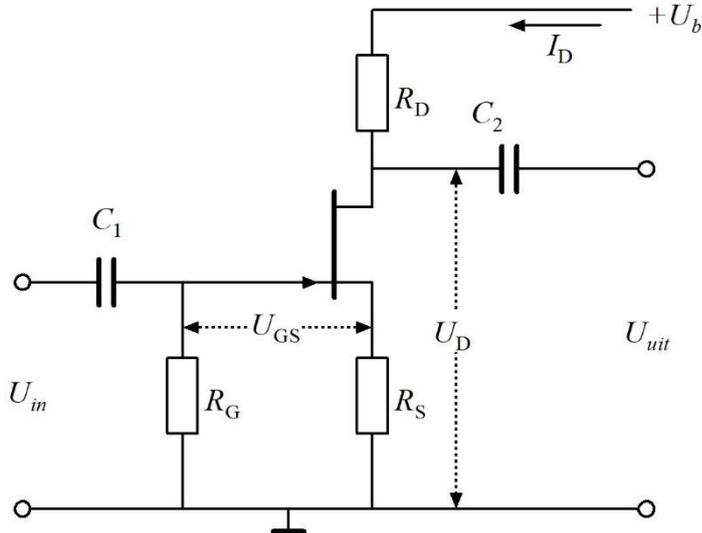 +U_b
I_D
R_D
C_2
C_1
U_GS
U_D
U_uit
U_in
R_G
R_S